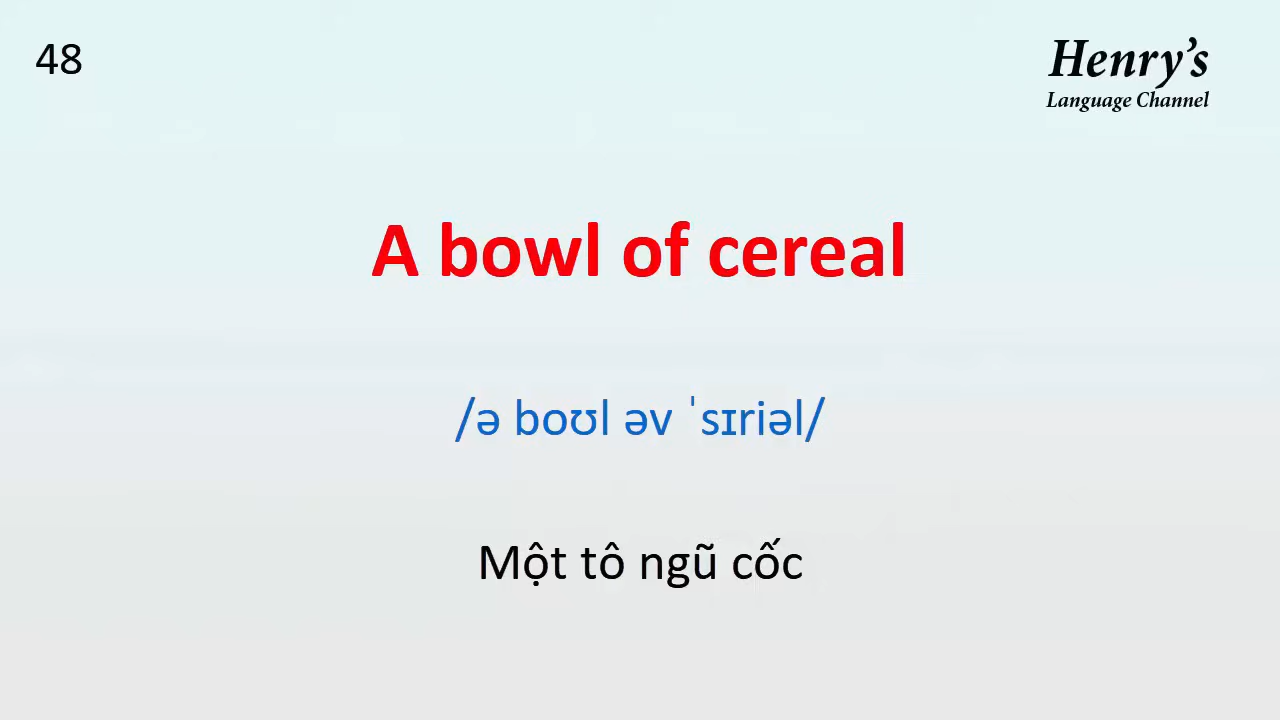 48
Henry’s
Language Channel
A bowl of cereal
/ə boʊl əv ˈsɪriəl/
Một tô ngũ cốc